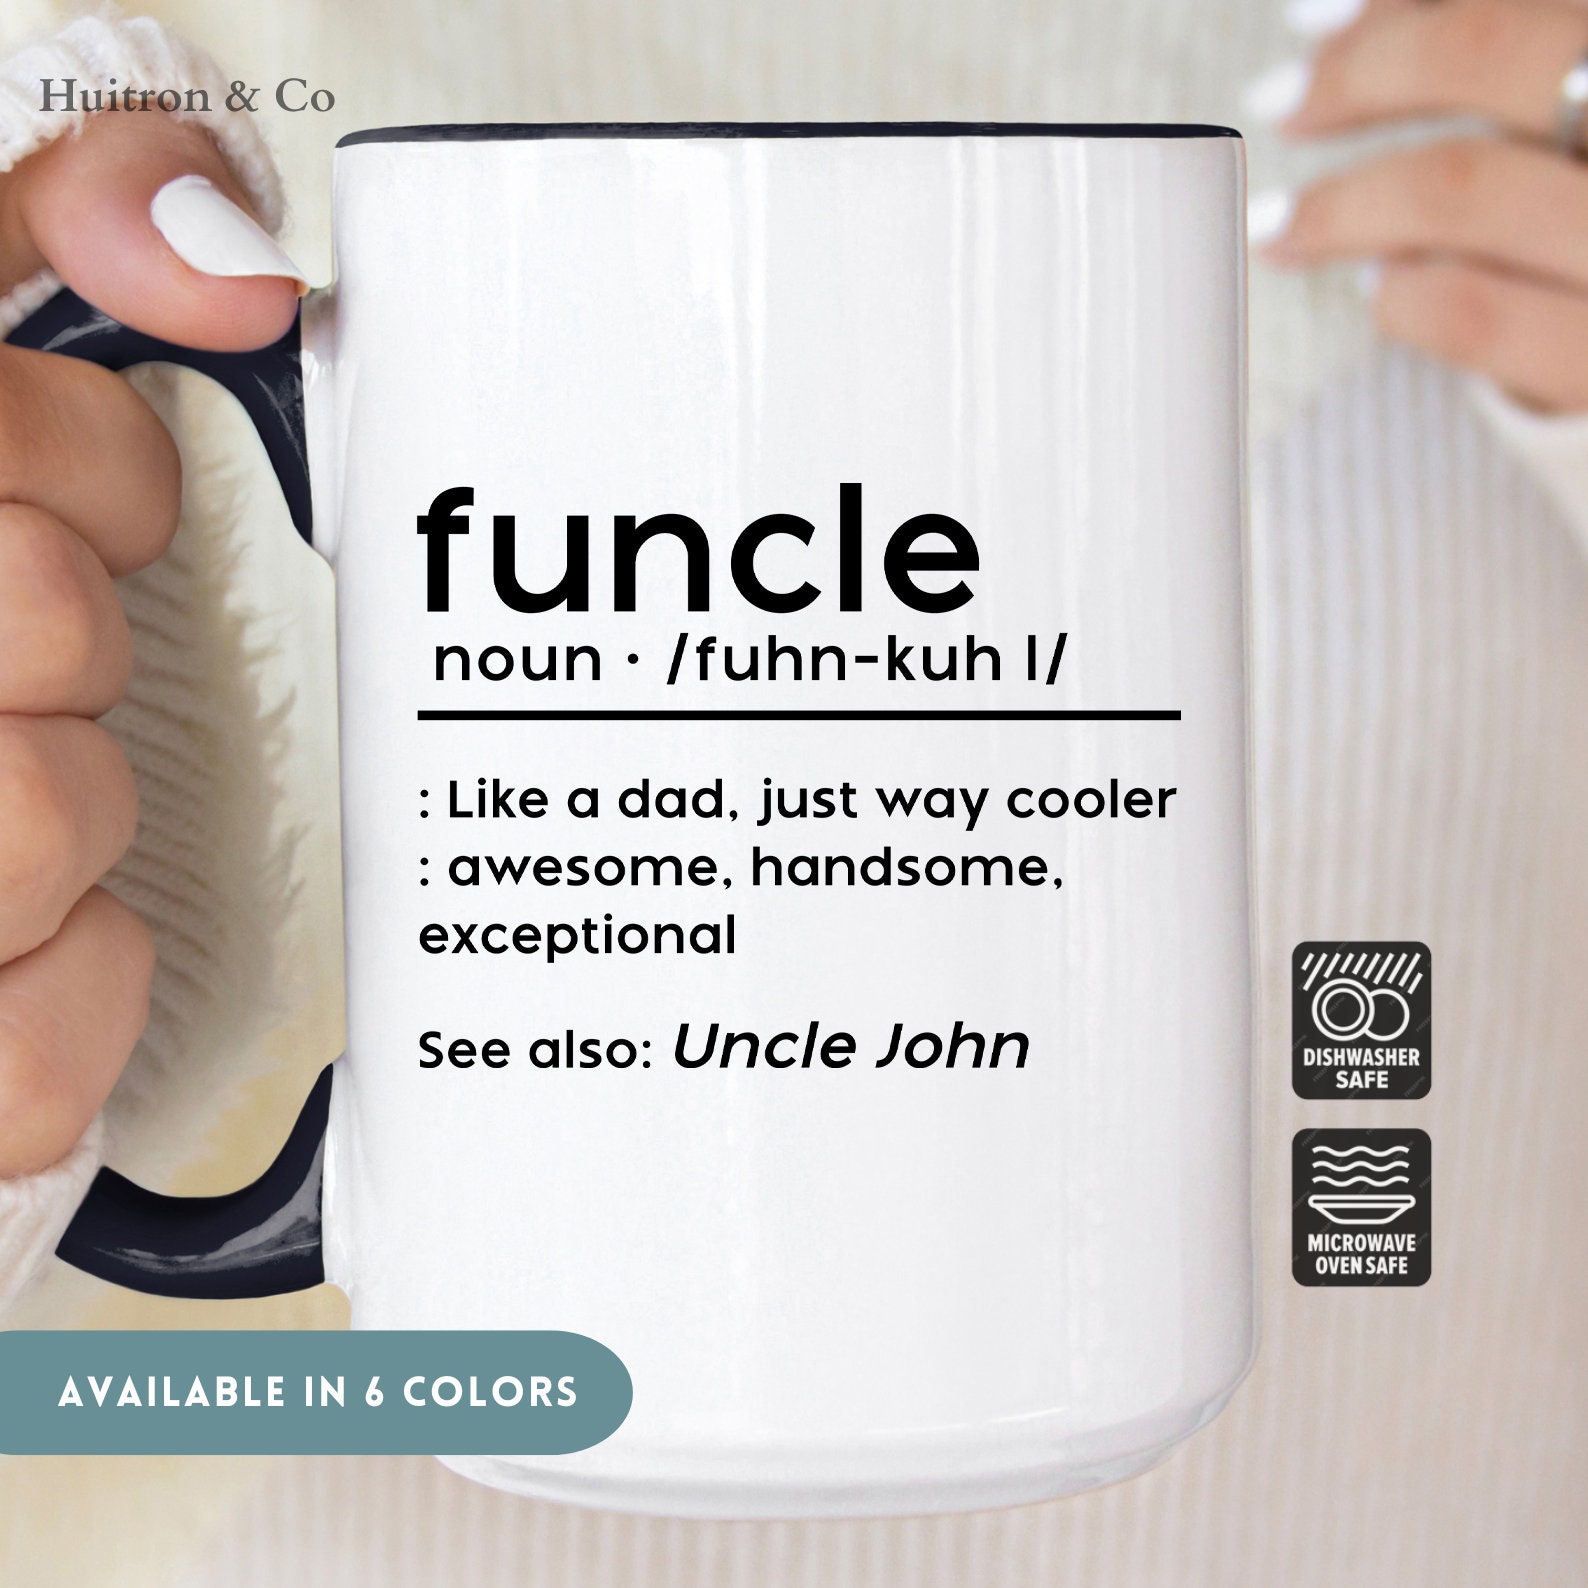 Huitron & Co
funcle
noun · /fuhn-kuh l/
: Like a dad, just way cooler
: awesome, handsome,
exceptional
See also: Uncle John
DISHWASHER
SAFE
MICROWAVE
OVEN SAFE
AVAILABLE IN 6 COLORS